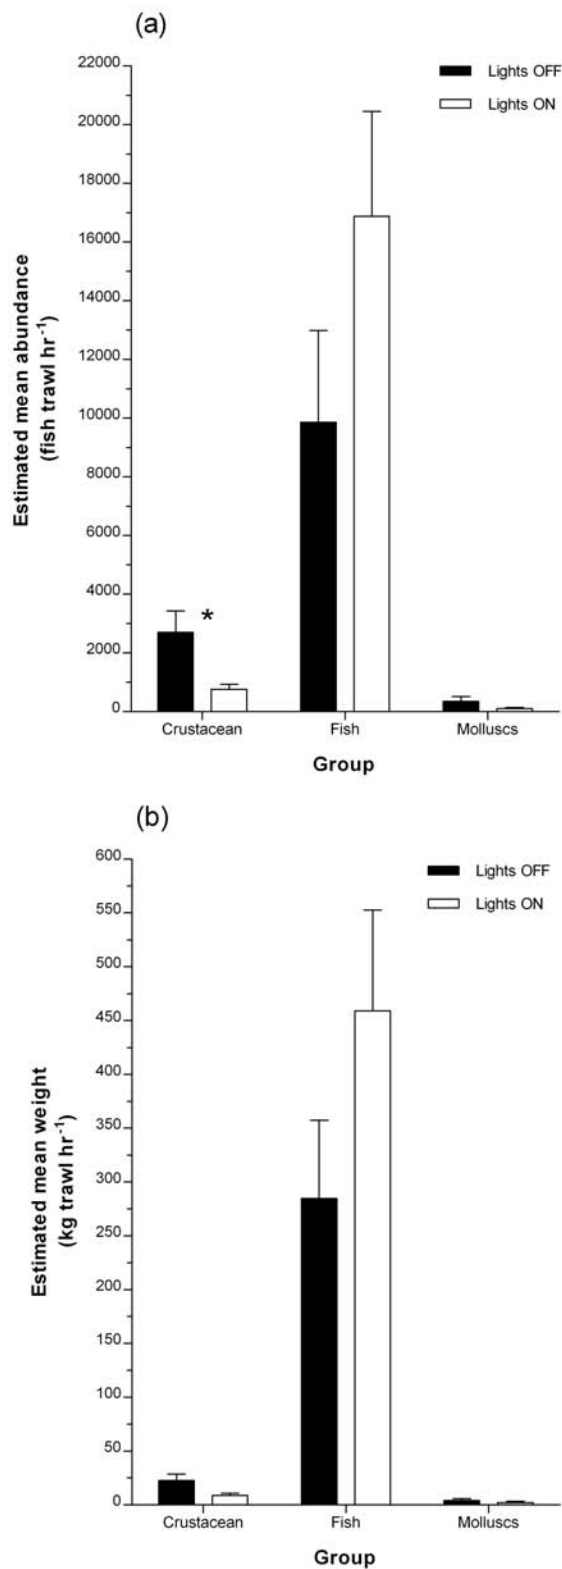 (a)
22000
20000
18000
16000
14000
12000
10000
8000
6000
4000
2000
0
Estimated mean abundance
(fish trawl hr-1)
Lights OFF
Lights ON
*
Crustacean
Fish
Molluscs
Group
(b)
600
550
500
450
400
350
300
250
200
150
100
50
0
Estimated mean weight
(kg trawl hr-1)
Lights OFF
Lights ON
Crustacean
Fish
Molluscs
Group